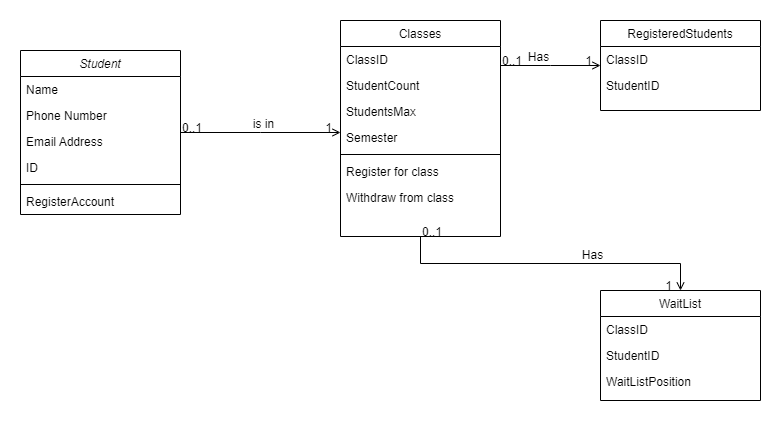 Student
Name
Phone Number
Email Address
ID
RegisterAccount
0..1
is in
1
Classes
ClassID
StudentCount
StudentsMax
Semester
Register for class
Withdraw from class
0..1
Has
1
RegisteredStudents
ClassID
StudentID
0..1
Has
1
WaitList
ClassID
StudentID
WaitListPosition